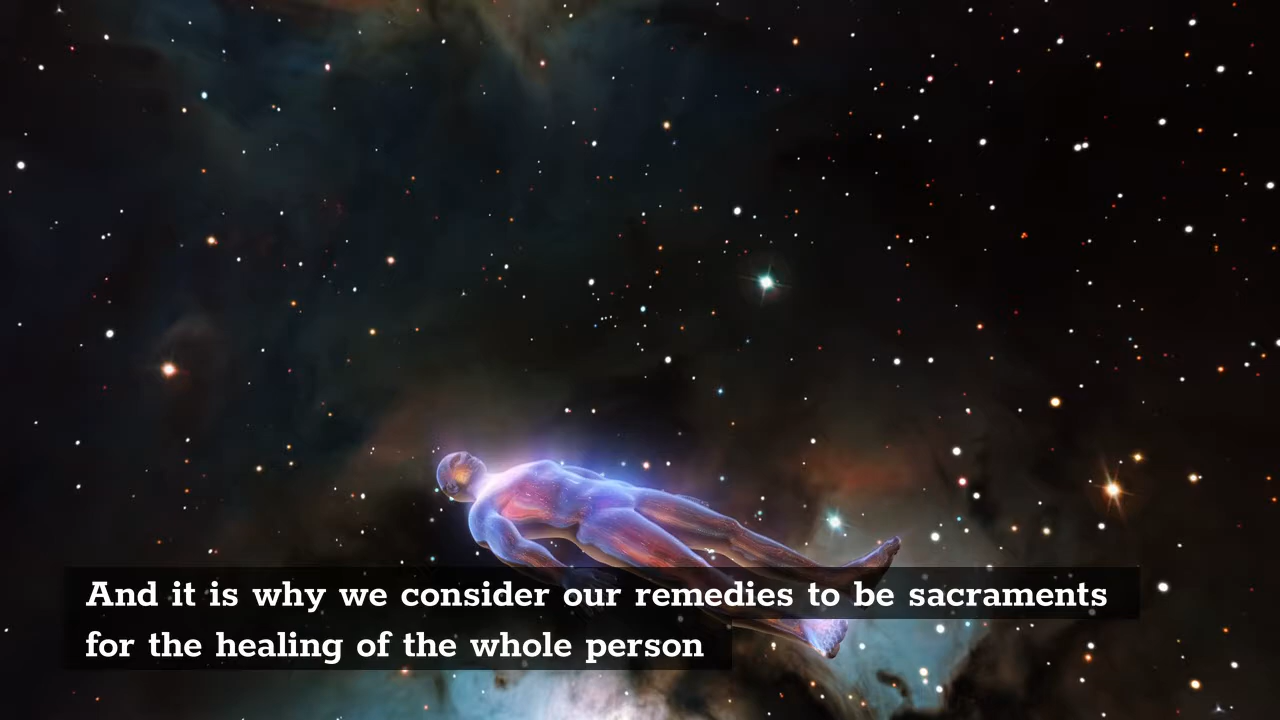 And it is why we consider our remedies to be sacraments
for the healing of the whole person